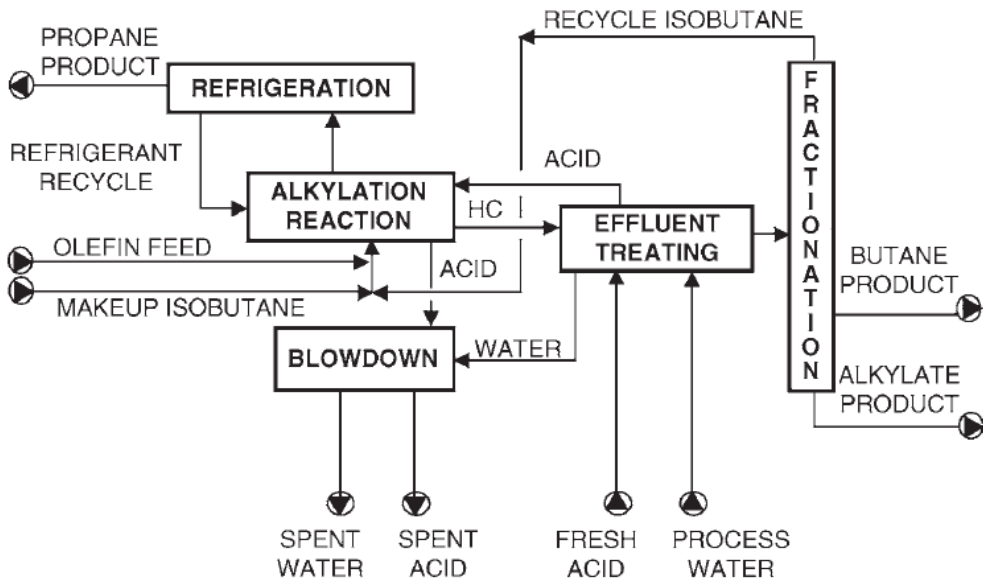 RECYCLE ISOBUTANE
PROPANE
PRODUCT
REFRIGERATION
REFRIGERANT
RECYCLE
ALKYLATION
REACTION
ACID
HC
EFFLUENT
TREATING
FRACTIONATION
OLEFIN FEED
MAKEUP ISOBUTANE
ACID
BUTANE
PRODUCT
BLOWDOWN
WATER
ALKYLATE
PRODUCT
SPENT
WATER
SPENT
ACID
FRESH
ACID
PROCESS
WATER